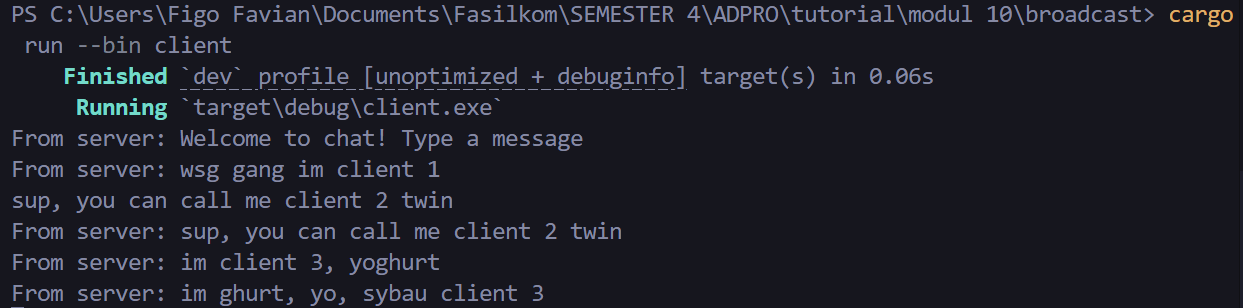 PS C:\Users\Figo Favian\Documents\Fasilkom\SEMESTER 4\ADPRO\tutorial\modul 10\broadcast> cargo
run --bin client
Finished `dev` profile [unoptimized + debuginfo] target(s) in 0.06s
Running `target\debug\client.exe`
From server: Welcome to chat! Type a message
From server: wsg gang im client 1
sup, you can call me client 2 twin
From server: sup, you can call me client 2 twin
From server: im client 3, yoghurt
From server: im ghurt, yo, sybau client 3